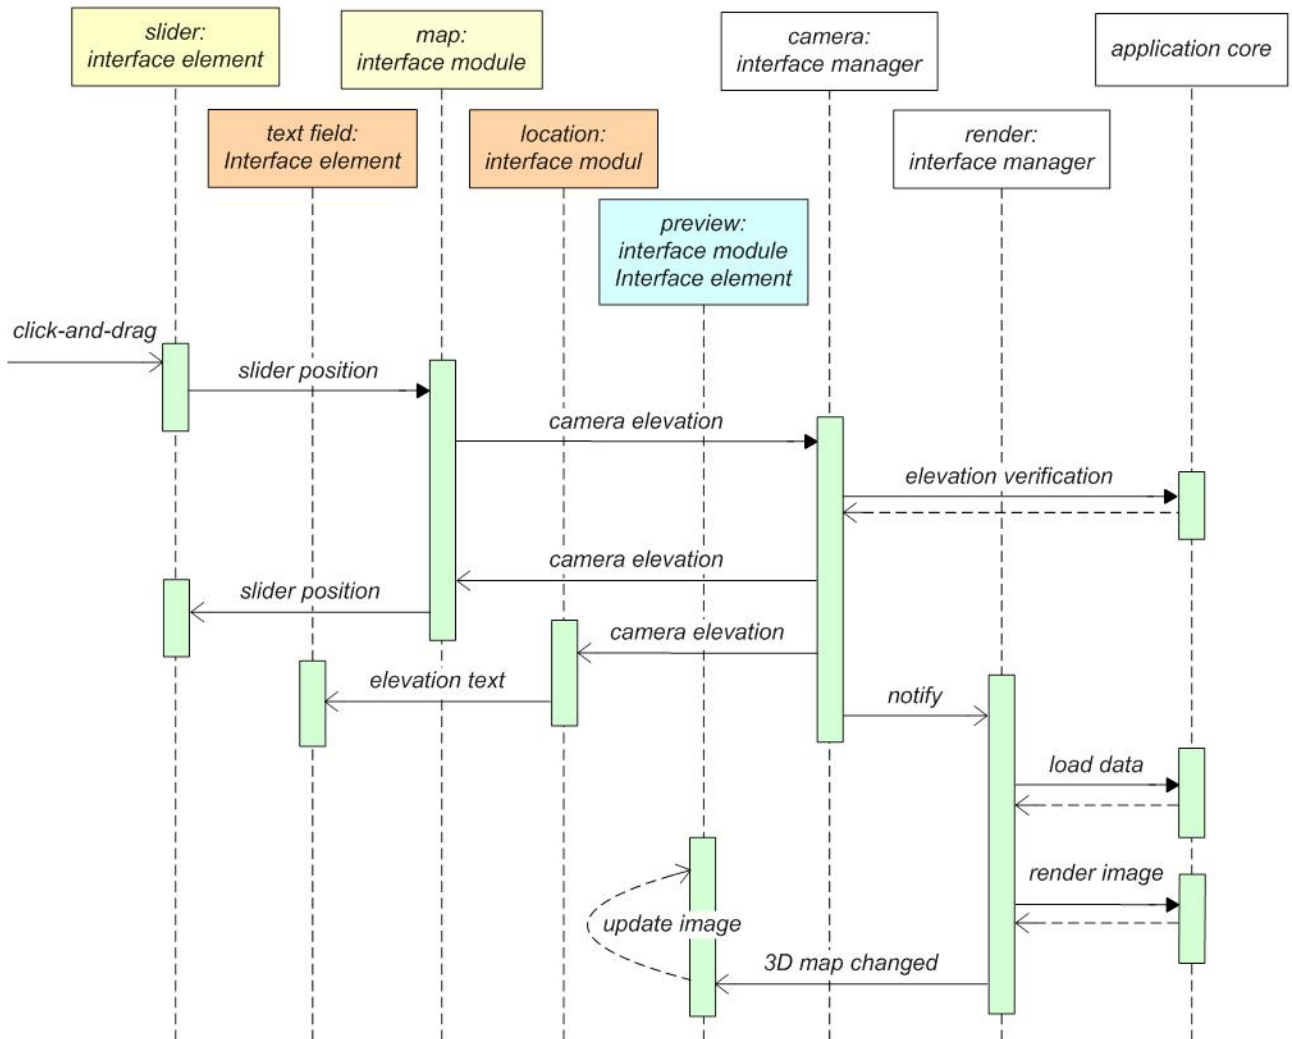 slider:
interface element
map:
interface module
camera:
interface manager
application core
text field:
Interface element
location:
interface modul
render:
interface manager
preview:
interface module
Interface element
click-and-drag
slider position
camera elevation
elevation verification
camera elevation
slider position
camera elevation
elevation text
notify
load data
render image
update image
3D map changed